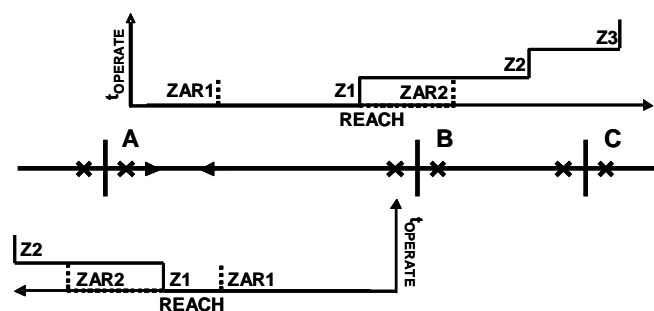 tOPERATE
Z3
Z2
ZAR1 Z1 ZAR2
REACH
A B C
tOPERATE
Z2
ZAR2 Z1 ZAR1
REACH